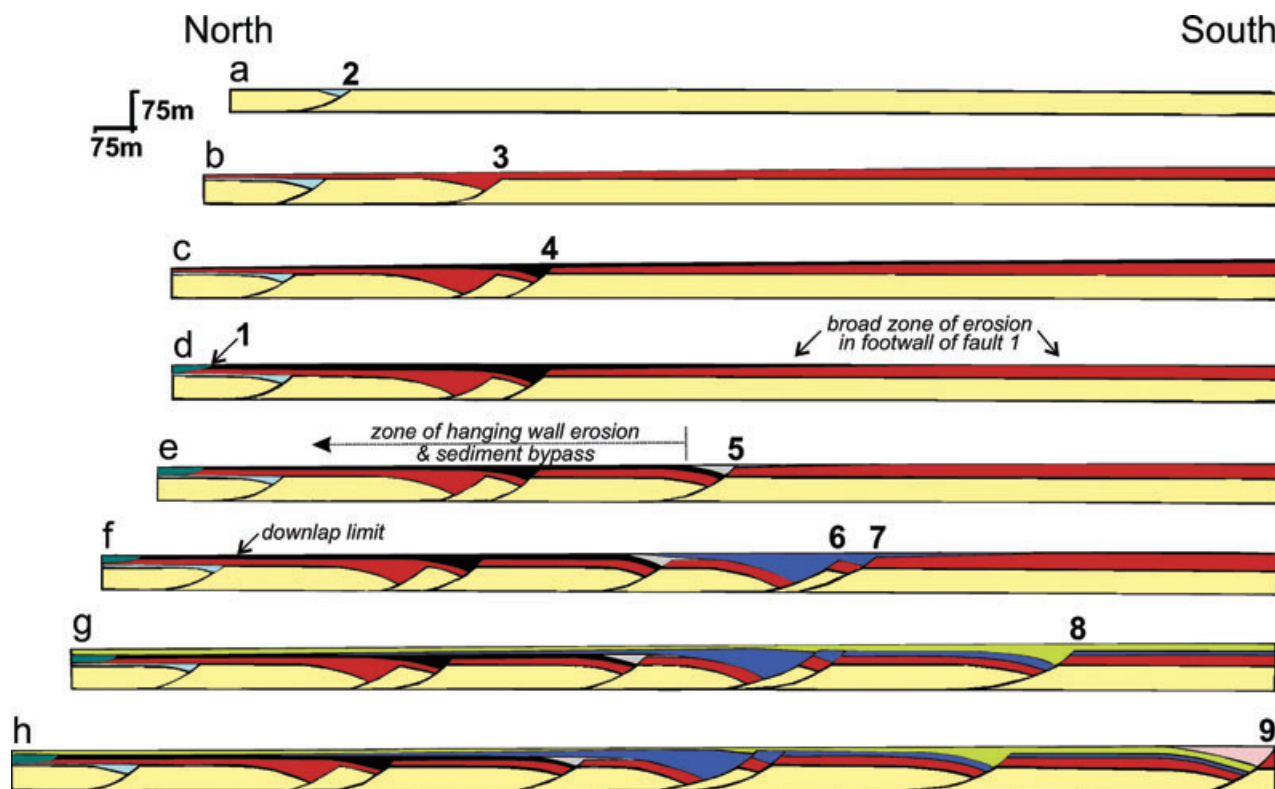 North South
a 2
75m
75m
b 3
c 4
d 1 broad zone of erosion
in footwall of fault 1
e zone of hanging wall erosion 5
& sediment bypass
f downlap limit 6 7
g 8
h 9